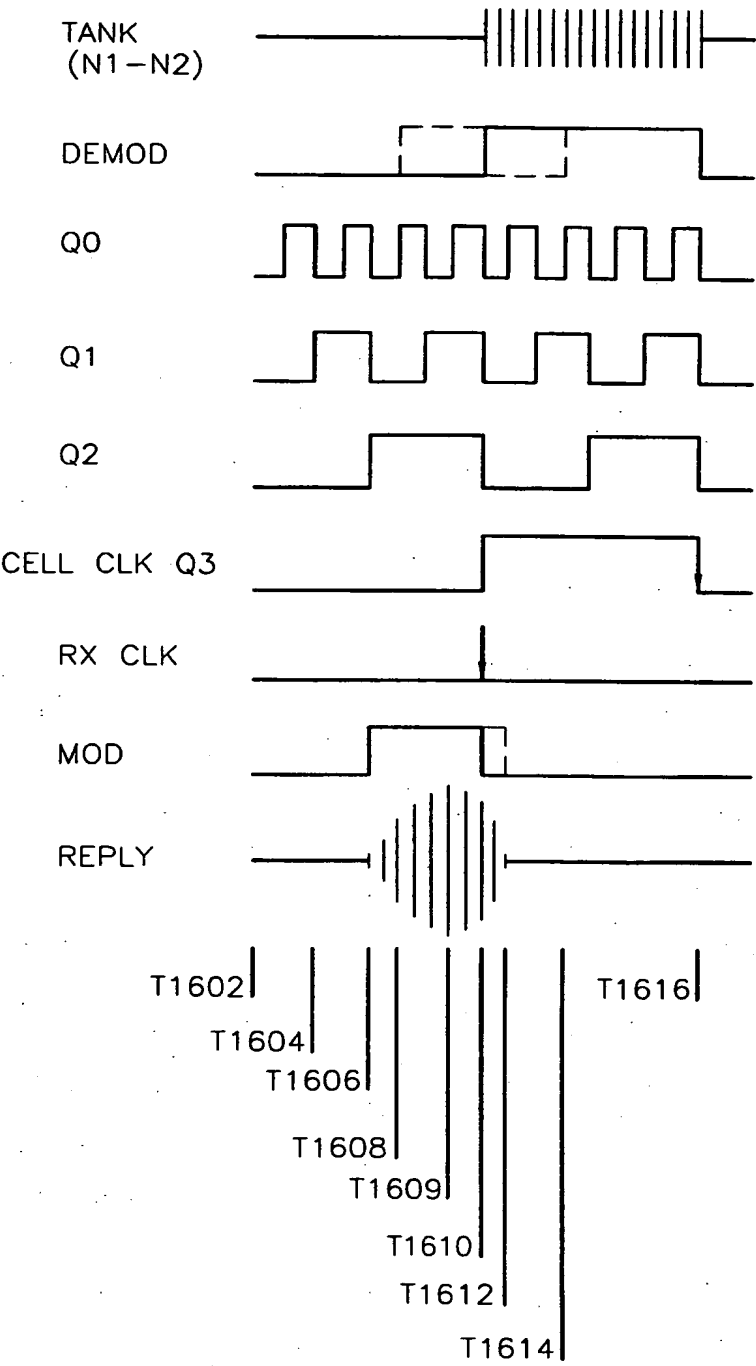 TANK
(N1-N2)
DEMOD
Q0
Q1
Q2
CELL CLK Q3
RX CLK
MOD
REPLY
T1602
T1616
T1604
T1606
T1608
T1609
T1610
T1612
T1614